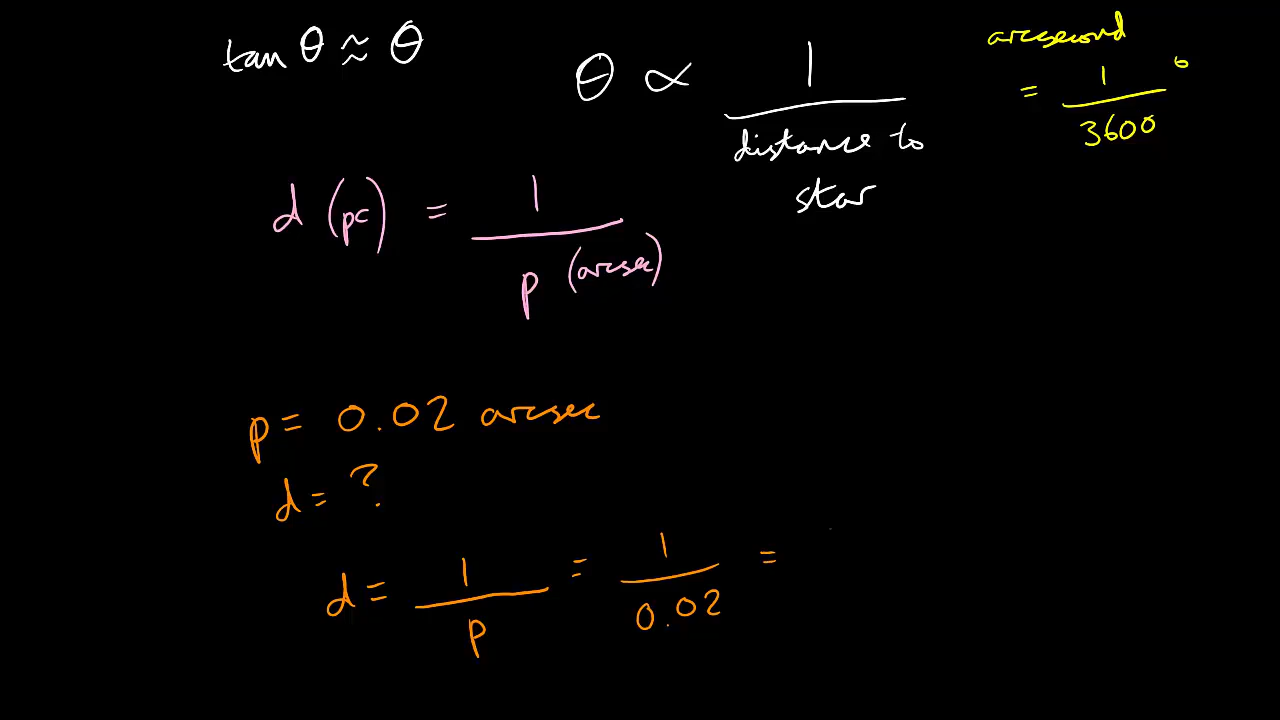 tan θ ≈ θ
θ ∝ 1 / distance to star
arcsecond
= 1 / 3600 °
d (pc) = 1 / p (arcsec)
p = 0.02 arcsec
d = ?
d = 1 / p = 1 / 0.02 =